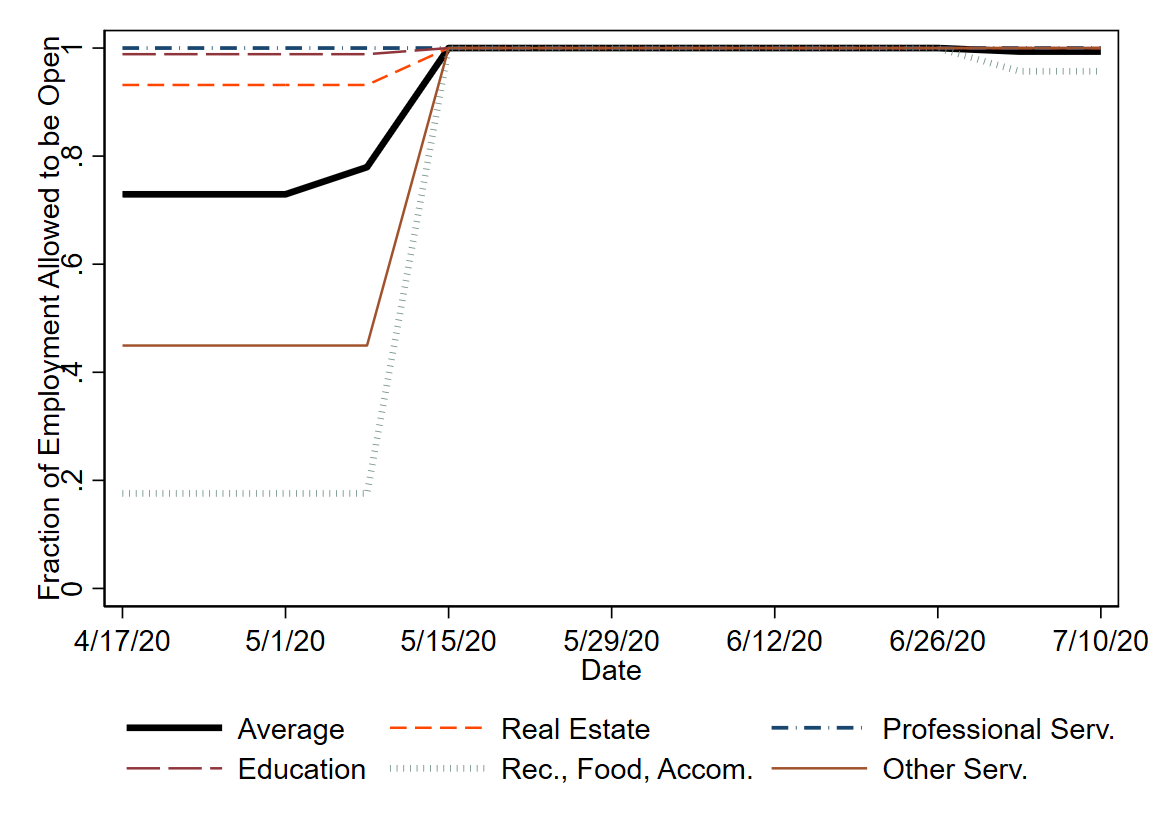 Fraction of Employment Allowed to be Open
1
.8
.6
.4
.2
0
4/17/20 5/1/20 5/15/20 5/29/20 6/12/20 6/26/20 7/10/20
Date
Average Real Estate Professional Serv.
Education Rec., Food, Accom. Other Serv.